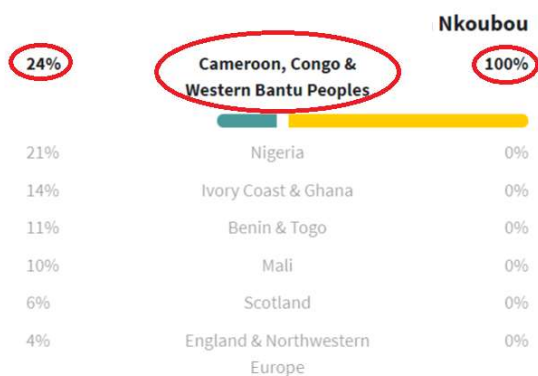 Nkoubou
24% Cameroon, Congo & 100%
Western Bantu Peoples
21% Nigeria 0%
14% Ivory Coast & Ghana 0%
11% Benin & Togo 0%
10% Mali 0%
6% Scotland 0%
4% England & Northwestern 0%
Europe